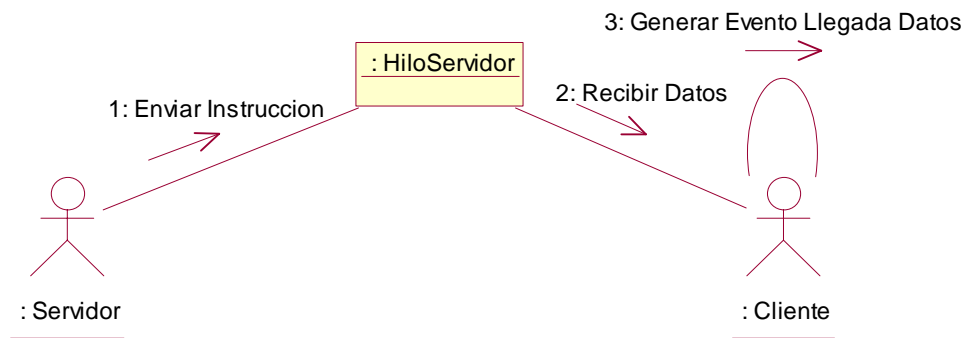 3: Generar Evento Llegada Datos
: HiloServidor
2: Recibir Datos
1: Enviar Instruccion
: Servidor
: Cliente